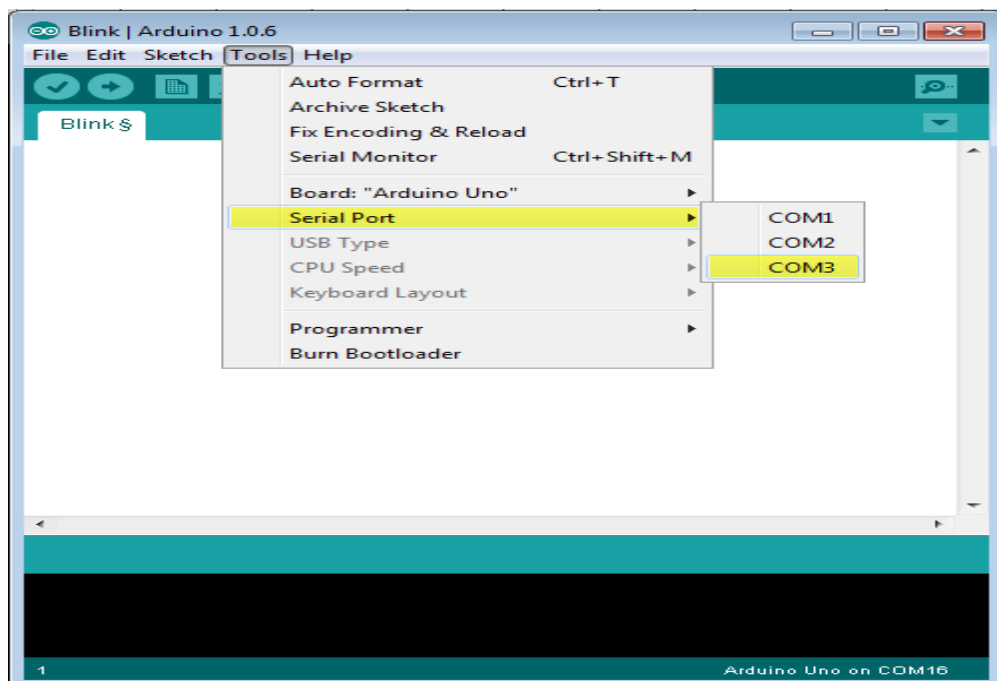 Blink | Arduino 1.0.6
File Edit Sketch Tools Help
Auto Format Ctrl+T
Archive Sketch
Blink §
Fix Encoding & Reload
Serial Monitor Ctrl+Shift+M
Board: "Arduino Uno"
Serial Port
COM1
USB Type
COM2
CPU Speed
COM3
Keyboard Layout
Programmer
Burn Bootloader
1 Arduino Uno on COM16